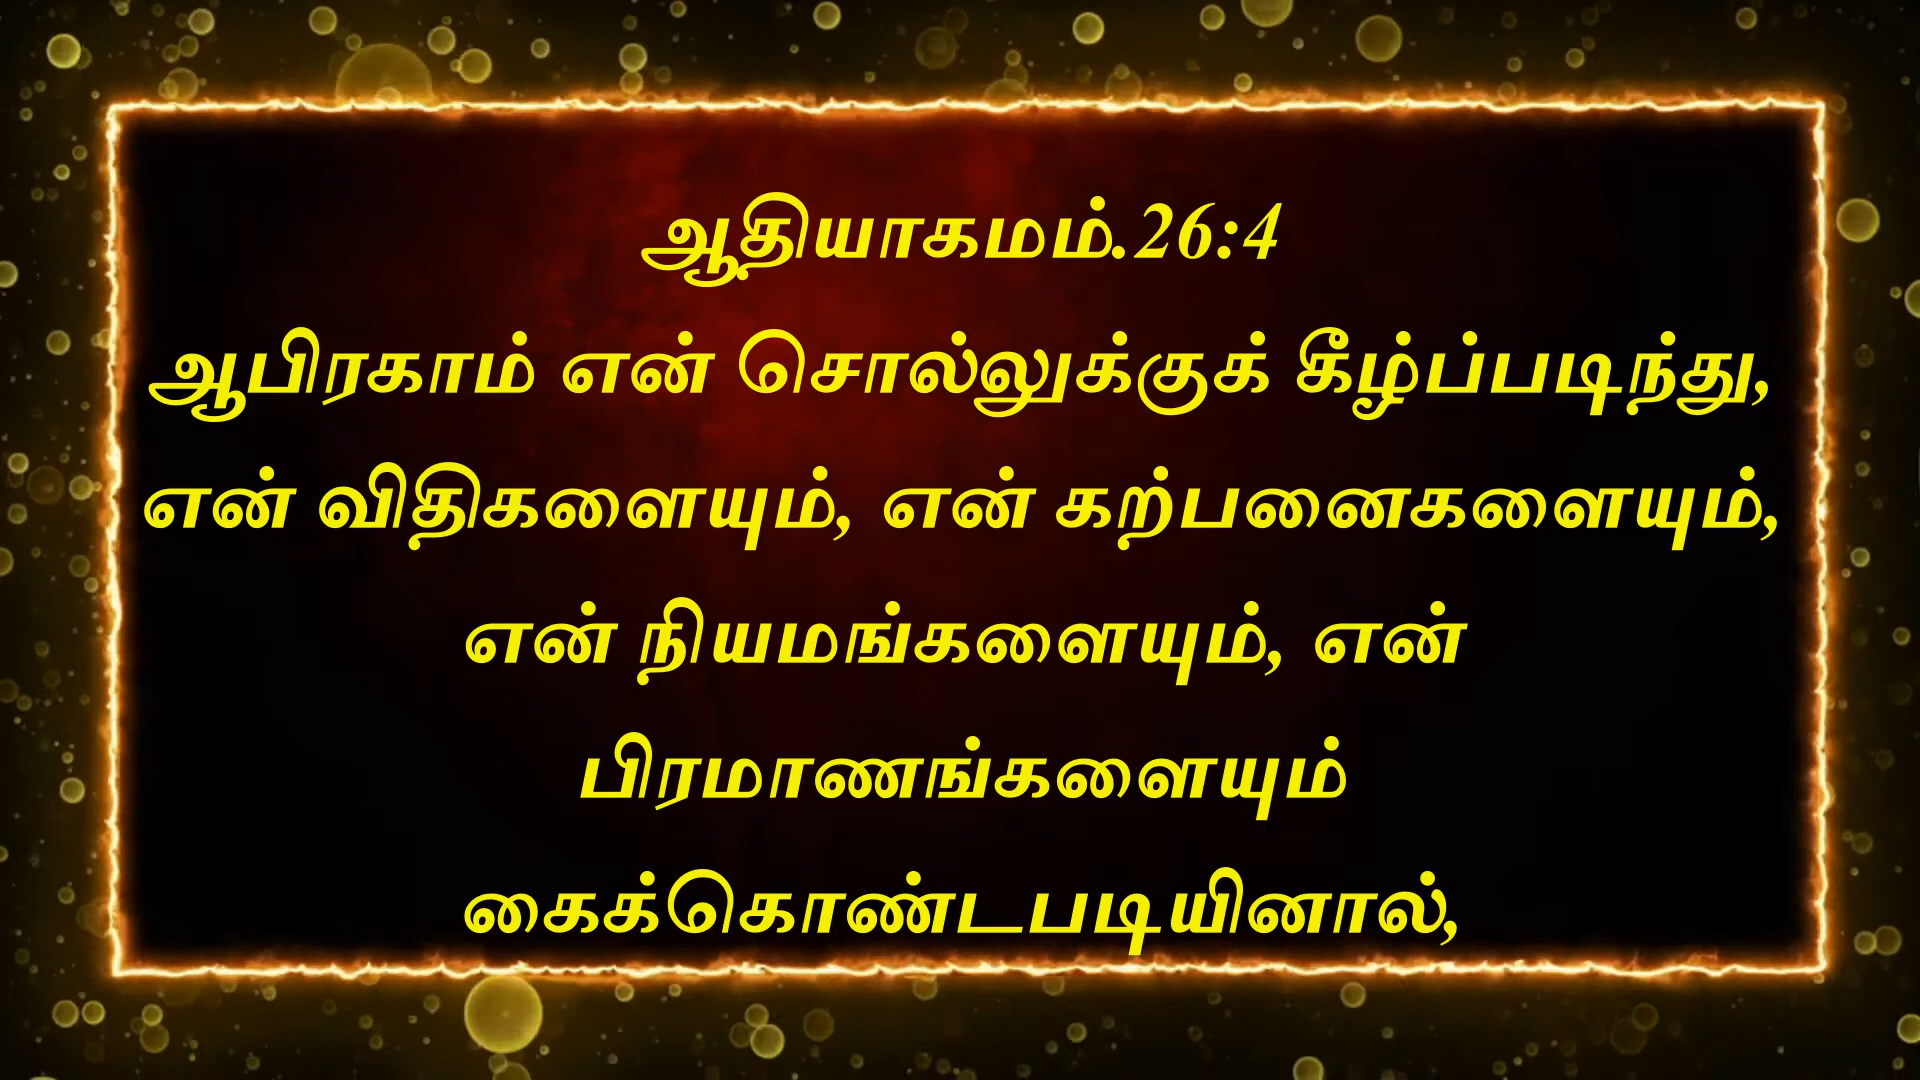 ஆதியாகமம்.26:4
ஆபிரகாம் என் சொல்லுக்குக் கீழ்ப்படிந்து,
என் விதிகளையும், என் கற்பனைகளையும்,
என் நியமங்களையும், என்
பிரமாணங்களையும்
கைக்கொண்டபடியினால்,